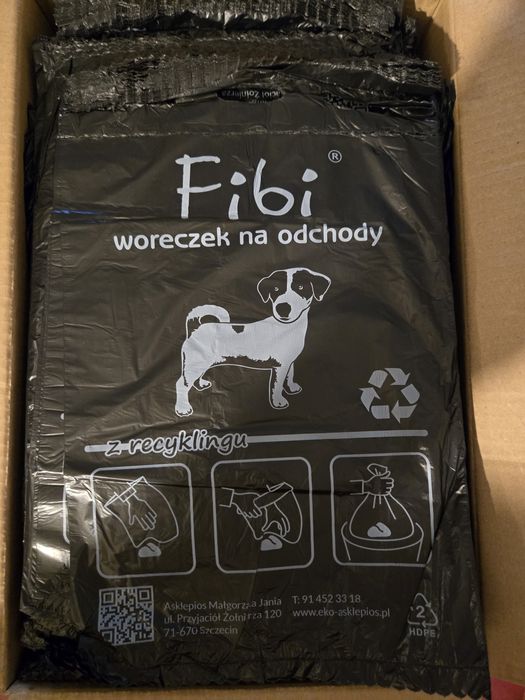 Fibi ®
woreczek na odchody
z recyklingu
Asklepios Małgorzata Jania T: 91 452 33 18
ul. Przyjaciół Żołnierza 120 www.eko-asklepios.pl
71-670 Szczecin
2
HDPE